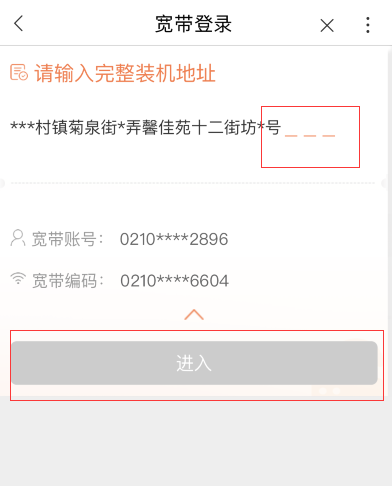 宽带登录
请输入完整装机地址
***村镇菊泉街*弄馨佳苑十二街坊*号
宽带账号： 0210****2896
宽带编码： 0210****6604
进入